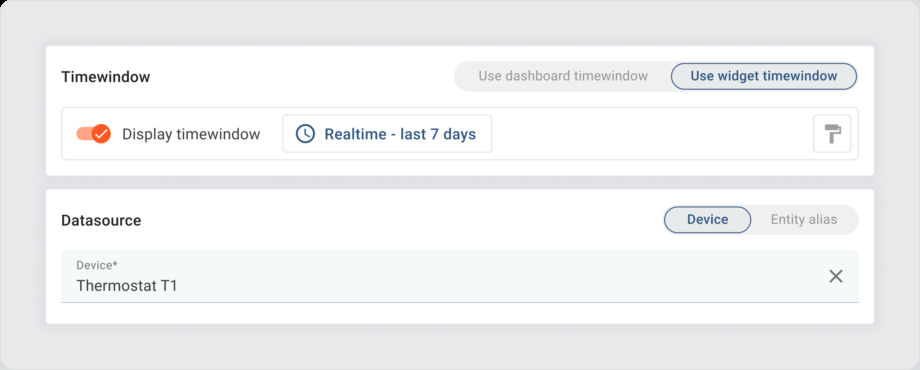 Timewindow
Use dashboard timewindow
Use widget timewindow
Display timewindow
Realtime - last 7 days
Datasource
Device
Entity alias
Device*
Thermostat T1